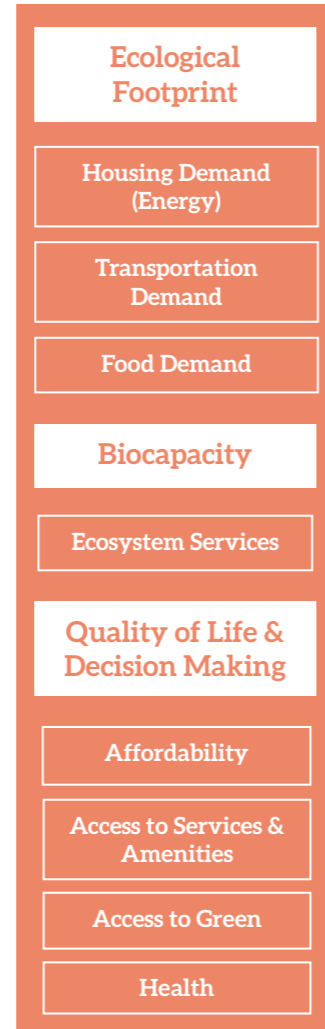 Ecological
Footprint
Housing Demand
(Energy)
Transportation
Demand
Food Demand
Biocapacity
Ecosystem Services
Quality of Life &
Decision Making
Affordability
Access to Services &
Amenities
Access to Green
Health